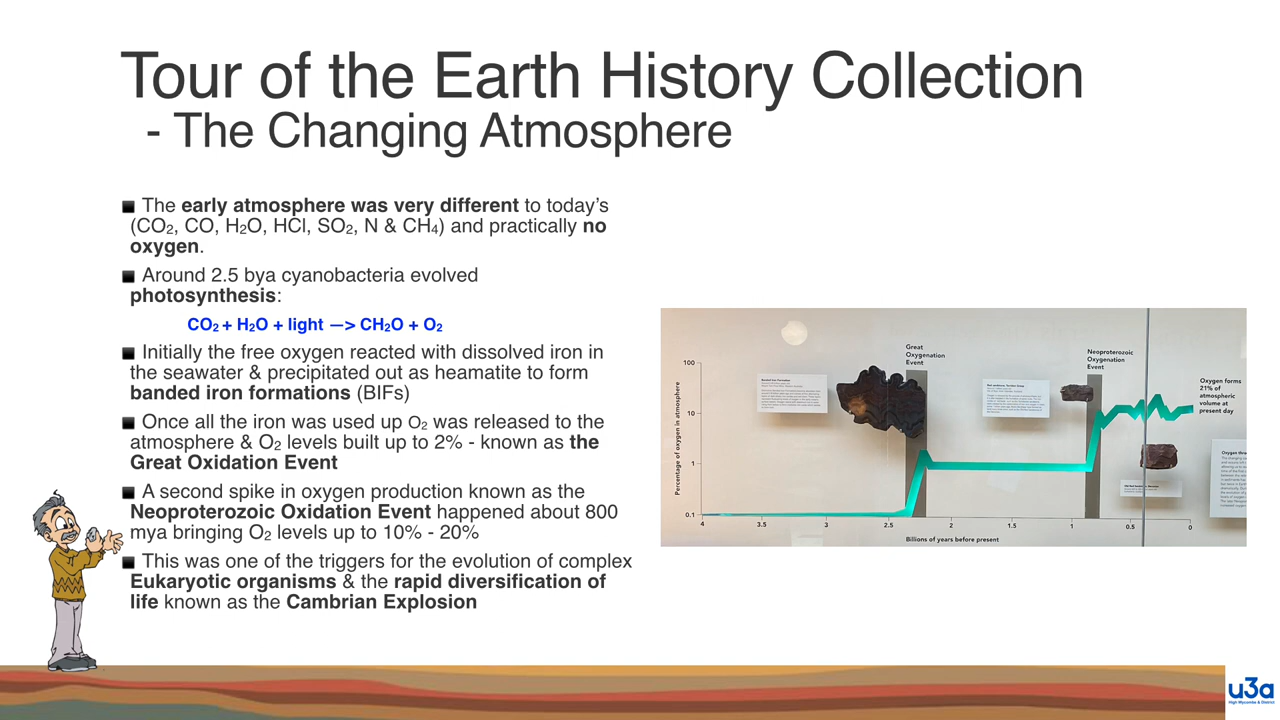 Tour of the Earth History Collection
- The Changing Atmosphere
■ The early atmosphere was very different to today's
(CO₂, CO, H₂O, HCl, SO₂, N & CH₄) and practically no
oxygen.
■ Around 2.5 bya cyanobacteria evolved
photosynthesis:
CO₂ + H₂O + light —> CH₂O + O₂
■ Initially the free oxygen reacted with dissolved iron in
the seawater & precipitated out as heamatite to form
banded iron formations (BIFs)
■ Once all the iron was used up O₂ was released to the
atmosphere & O₂ levels built up to 2% - known as the
Great Oxidation Event
■ A second spike in oxygen production known as the
Neoproterozoic Oxidation Event happened about 800
mya bringing O₂ levels up to 10% - 20%
■ This was one of the triggers for the evolution of complex
Eukaryotic organisms & the rapid diversification of
life known as the Cambrian Explosion
Great
Oxygenation
Event
Neoproterozoic
Oxygenation
Event
Oxygen forms
21% of
atmospheric
volume at
present day
Percentage of oxygen in atmosphere
100
10
1
0.1
4 3.5 3 2.5 2 1.5 1 0.5 0
Billions of years before present
Banded Iron Formation
u3a
High Wycombe & District